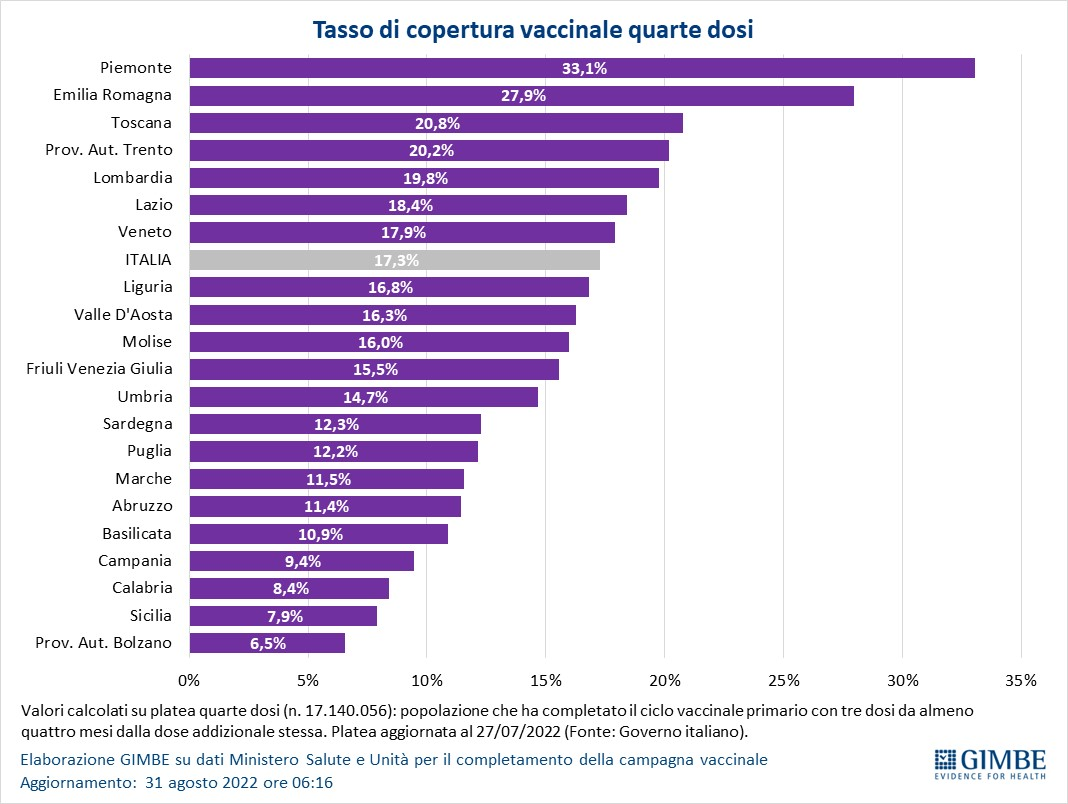 Tasso di copertura vaccinale quarte dosi
Piemonte 33,1%
Emilia Romagna 27,9%
Toscana 20,8%
Prov. Aut. Trento 20,2%
Lombardia 19,8%
Lazio 18,4%
Veneto 17,9%
ITALIA 17,3%
Liguria 16,8%
Valle D'Aosta 16,3%
Molise 16,0%
Friuli Venezia Giulia 15,5%
Umbria 14,7%
Sardegna 12,3%
Puglia 12,2%
Marche 11,5%
Abruzzo 11,4%
Basilicata 10,9%
Campania 9,4%
Calabria 8,4%
Sicilia 7,9%
Prov. Aut. Bolzano 6,5%
0% 5% 10% 15% 20% 25% 30% 35%
Valori calcolati su platea quarte dosi (n. 17.140.056): popolazione che ha completato il ciclo vaccinale primario con tre dosi da almeno
quattro mesi dalla dose addizionale stessa. Platea aggiornata al 27/07/2022 (Fonte: Governo italiano).
Elaborazione GIMBE su dati Ministero Salute e Unità per il completamento della campagna vaccinale
Aggiornamento: 31 agosto 2022 ore 06:16
GIMBE
EVIDENCE FOR HEALTH